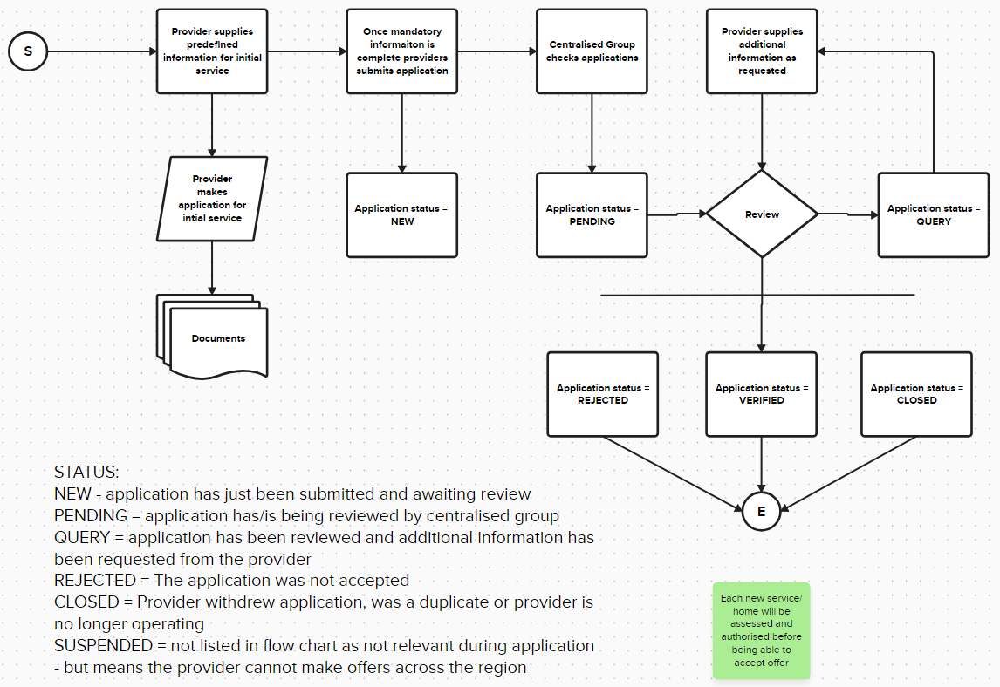 S
Provider supplies
predefined
information for initial
service
Once mandatory
informaiton is
complete providers
submits application
Centralised Group
checks applications
Provider supplies
additional
information as
requested
Provider
makes
application for
intial service
Application status =
NEW
Application status =
PENDING
Review
Application status =
QUERY
Documents
Application status =
REJECTED
Application status =
VERIFIED
Application status =
CLOSED
E
STATUS:
NEW - application has just been submitted and awaiting review
PENDING = application has/is being reviewed by centralised group
QUERY = application has been reviewed and additional information has
been requested from the provider
REJECTED = The application was not accepted
CLOSED = Provider withdrew application, was a duplicate or provider is
no longer operating
SUSPENDED = not listed in flow chart as not relevant during application
- but means the provider cannot make offers across the region
Each new service/
home will be
assessed and
authorised before
being able to
accept offer